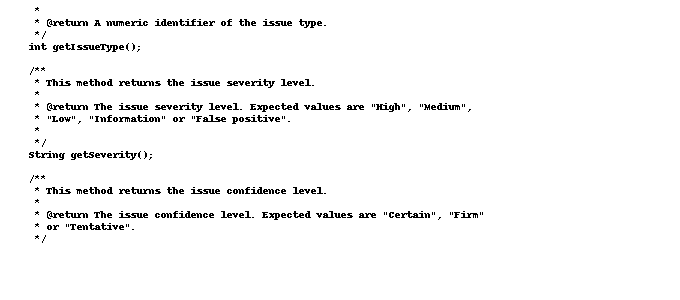 *
* @return A numeric identifier of the issue type.
*/
int getIssueType();
/**
* This method returns the issue severity level.
*
* @return The issue severity level. Expected values are "High", "Medium",
* "Low", "Information" or "False positive".
*
*/
String getSeverity();
/**
* This method returns the issue confidence level.
*
* @return The issue confidence level. Expected values are "Certain", "Firm"
* or "Tentative".
*/